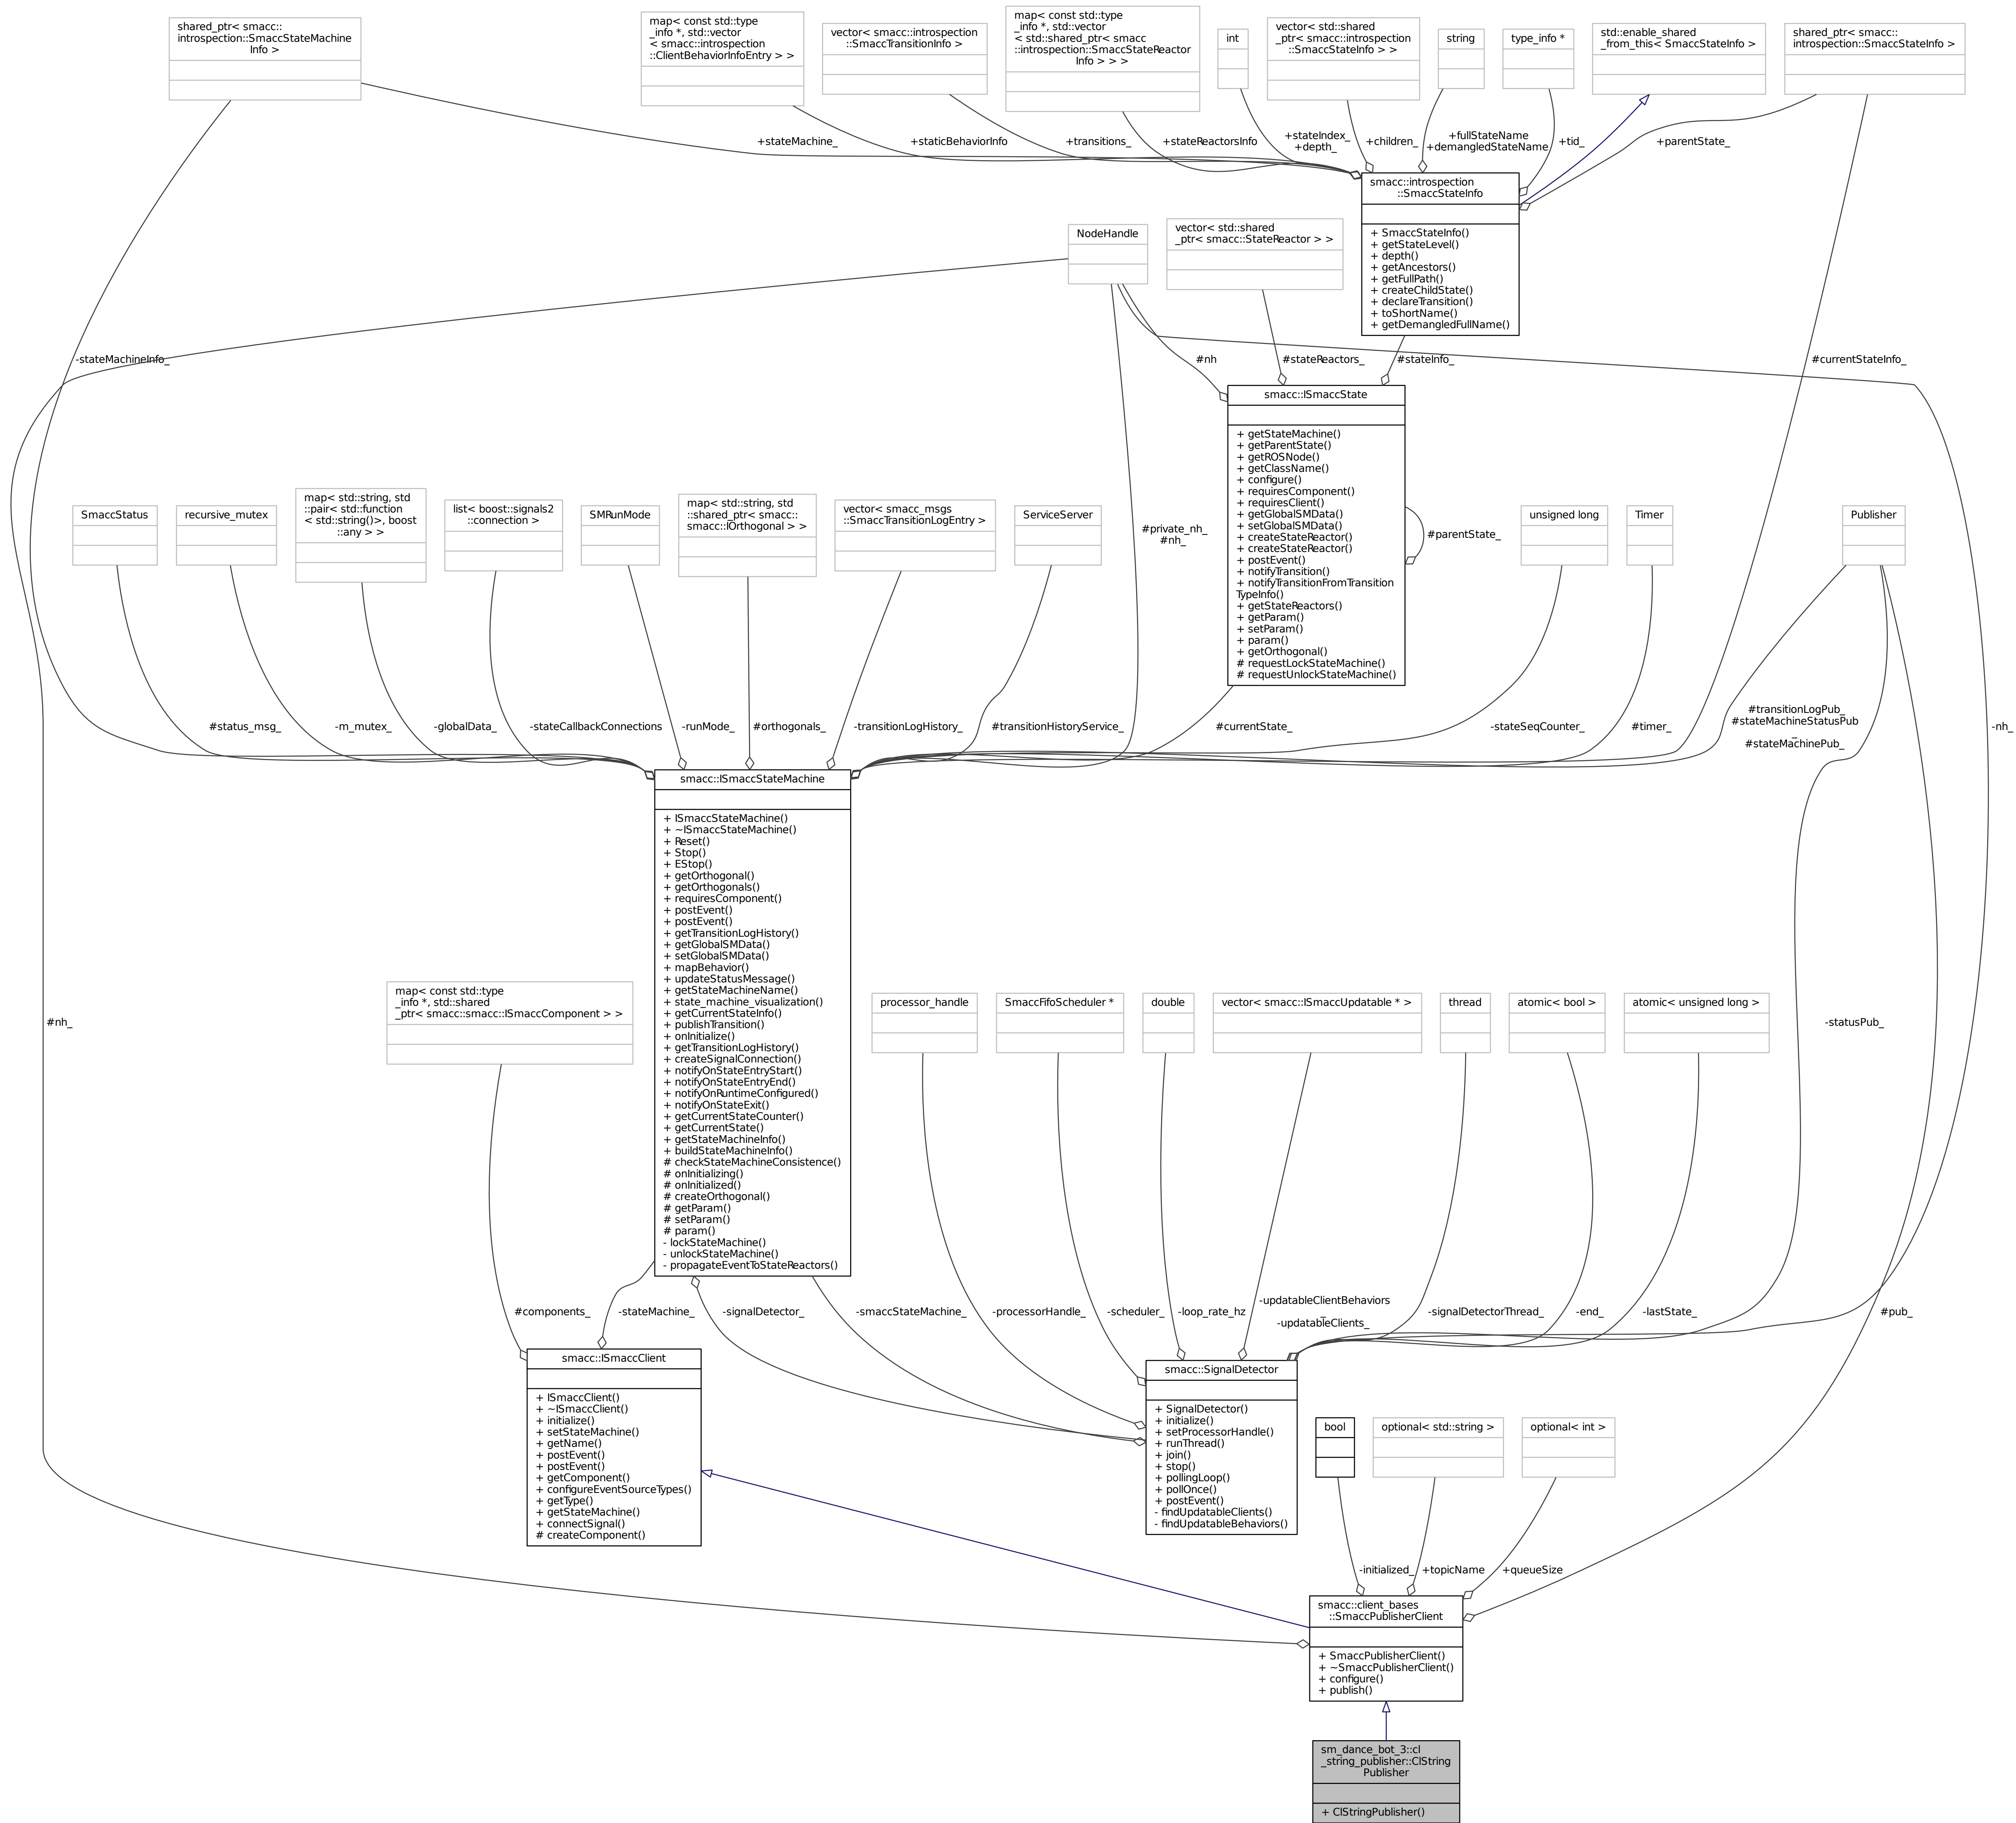 shared_ptr< smacc::
introspection::SmaccStateMachine
Info >
map< const std::type
_info *, std::vector
< smacc::introspection
::ClientBehaviorInfoEntry > >
vector< smacc::introspection
::SmaccTransitionInfo >
map< const std::type
_info *, std::vector
< std::shared_ptr< smacc
::introspection::SmaccStateReactor
Info > > >
int
vector< std::shared
_ptr< smacc::introspection
::SmaccStateInfo > >
string
type_info *
std::enable_shared
_from_this< SmaccStateInfo >
shared_ptr< smacc::
introspection::SmaccStateInfo >
+stateMachine_
+staticBehaviorInfo
+transitions_
+stateReactorsInfo
+stateIndex_
+depth_
+children_
+fullStateName
+demangledStateName
+tid_
+parentState_
smacc::introspection
::SmaccStateInfo
+ SmaccStateInfo()
+ getStateLevel()
+ depth()
+ getAncestors()
+ getFullPath()
+ createChildState()
+ declareTransition()
+ toShortName()
+ getDemangledFullName()
NodeHandle
vector< std::shared
_ptr< smacc::StateReactor > >
-stateMachineInfo_
#nh
#stateReactors_
#stateInfo_
#currentStateInfo_
smacc::ISmaccState
+ getStateMachine()
+ getParentState()
+ getROSNode()
+ getClassName()
+ configure()
+ requiresComponent()
+ requiresClient()
+ getGlobalSMData()
+ setGlobalSMData()
+ createStateReactor()
+ createStateReactor()
+ postEvent()
+ notifyTransition()
+ notifyTransitionFromTransition
TypeInfo()
+ getStateReactors()
+ getParam()
+ setParam()
+ param()
+ getOrthogonal()
# requestLockStateMachine()
# requestUnlockStateMachine()
#parentState_
SmaccStatus
recursive_mutex
map< std::string, std
::pair< std::function
< std::string()>, boost
::any > >
list< boost::signals2
::connection >
SMRunMode
map< std::string, std
::shared_ptr< smacc::
smacc::IOrthogonal > >
vector< smacc_msgs
::SmaccTransitionLogEntry >
ServiceServer
#private_nh_
#nh_
unsigned long
Timer
Publisher
#status_msg_
-m_mutex_
-globalData_
-stateCallbackConnections
-runMode_
#orthogonals_
-transitionLogHistory_
#transitionHistoryService_
#currentState_
-stateSeqCounter_
#timer_
#transitionLogPub_
#stateMachineStatusPub
_
#stateMachinePub_
-nh_
smacc::ISmaccStateMachine
+ ISmaccStateMachine()
+ ~ISmaccStateMachine()
+ Reset()
+ Stop()
+ EStop()
+ getOrthogonal()
+ getOrthogonals()
+ requiresComponent()
+ postEvent()
+ postEvent()
+ getTransitionLogHistory()
+ getGlobalSMData()
+ setGlobalSMData()
+ mapBehavior()
+ updateStatusMessage()
+ getStateMachineName()
+ state_machine_visualization()
+ getCurrentStateInfo()
+ publishTransition()
+ onInitialize()
+ getTransitionLogHistory()
+ createSignalConnection()
+ notifyOnStateEntryStart()
+ notifyOnStateEntryEnd()
+ notifyOnRuntimeConfigured()
+ notifyOnStateExit()
+ getCurrentStateCounter()
+ getCurrentState()
+ getStateMachineInfo()
+ buildStateMachineInfo()
# checkStateMachineConsistence()
# onInitializing()
# onInitialized()
# createOrthogonal()
# getParam()
# setParam()
# param()
- lockStateMachine()
- unlockStateMachine()
- propagateEventToStateReactors()
map< const std::type
_info *, std::shared
_ptr< smacc::smacc::ISmaccComponent > >
processor_handle
SmaccFifoScheduler *
double
vector< smacc::ISmaccUpdatable * >
thread
atomic< bool >
atomic< unsigned long >
#nh_
-statusPub_
#components_
-stateMachine_
-signalDetector_
-smaccStateMachine_
-processorHandle_
-scheduler_
-loop_rate_hz
-updatableClientBehaviors
_
-updatableClients_
-signalDetectorThread_
-end_
-lastState_
#pub_
smacc::ISmaccClient
+ ISmaccClient()
+ ~ISmaccClient()
+ initialize()
+ setStateMachine()
+ getName()
+ postEvent()
+ postEvent()
+ getComponent()
+ configureEventSourceTypes()
+ getType()
+ getStateMachine()
+ connectSignal()
# createComponent()
smacc::SignalDetector
+ SignalDetector()
+ initialize()
+ setProcessorHandle()
+ runThread()
+ join()
+ stop()
+ pollingLoop()
+ pollOnce()
+ postEvent()
- findUpdatableClients()
- findUpdatableBehaviors()
bool
optional< std::string >
optional< int >
-initialized_
+topicName
+queueSize
smacc::client_bases
::SmaccPublisherClient
+ SmaccPublisherClient()
+ ~SmaccPublisherClient()
+ configure()
+ publish()
sm_dance_bot_3::cl
_string_publisher::ClString
Publisher
+ ClStringPublisher()